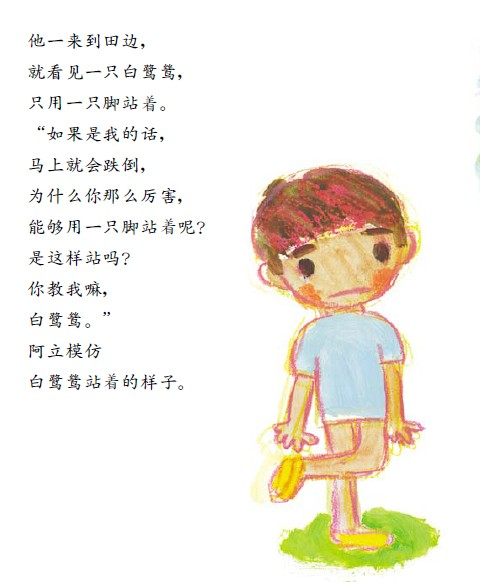 他一来到田边，
就看见一只白鹭鸶，
只用一只脚站着。
“如果是我的话，
马上就会跌倒，
为什么你那么厉害，
能够用一只脚站着呢？
是这样站吗？
你教我嘛，
白鹭鸶。”
阿立模仿
白鹭鸶站着的样子。